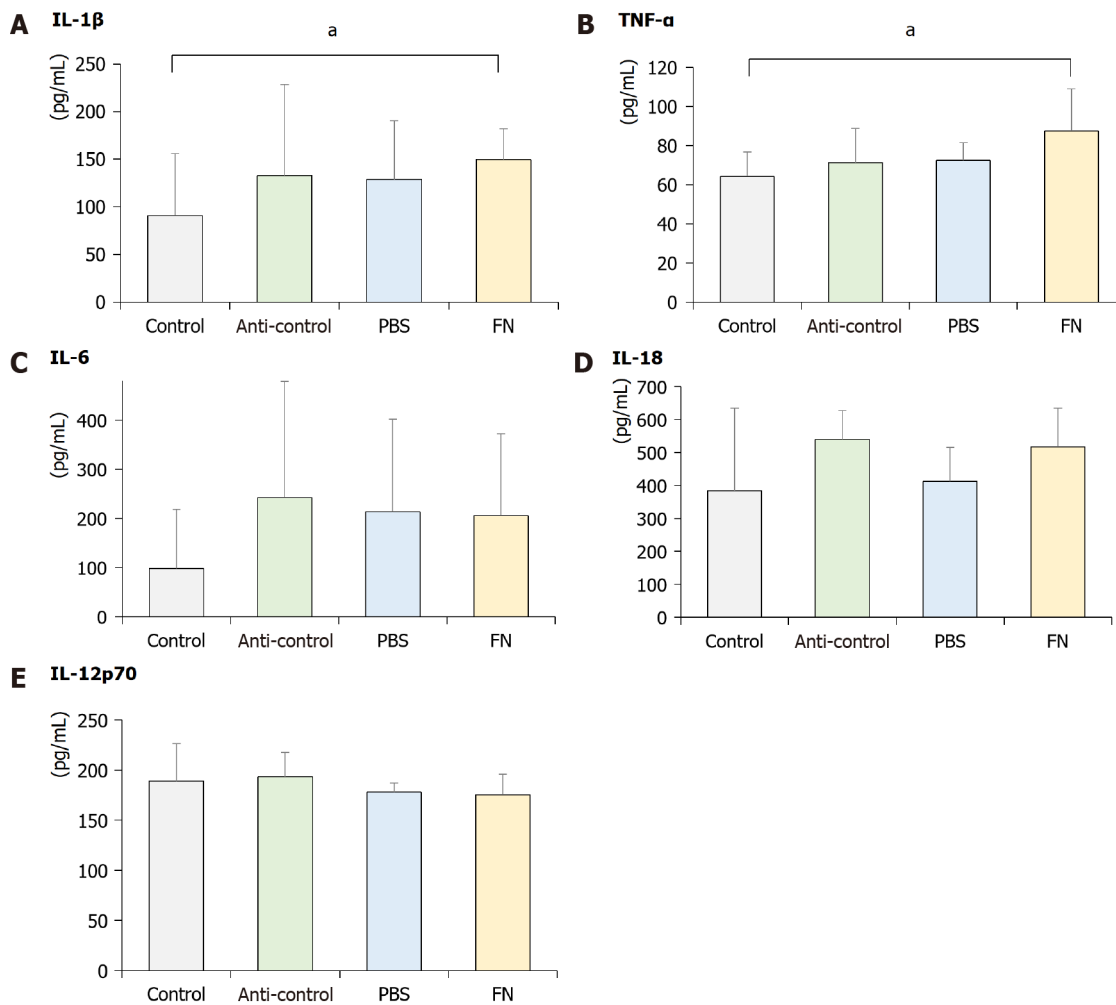 A IL-1β
a
(pg/mL)
250
200
150
100
50
0
Control Anti-control PBS FN
B TNF-α
a
(pg/mL)
120
100
80
60
40
20
0
Control Anti-control PBS FN
C IL-6
(pg/mL)
400
300
200
100
0
Control Anti-control PBS FN
D IL-18
(pg/mL)
700
600
500
400
300
200
100
0
Control Anti-control PBS FN
E IL-12p70
(pg/mL)
250
200
150
100
50
0
Control Anti-control PBS FN